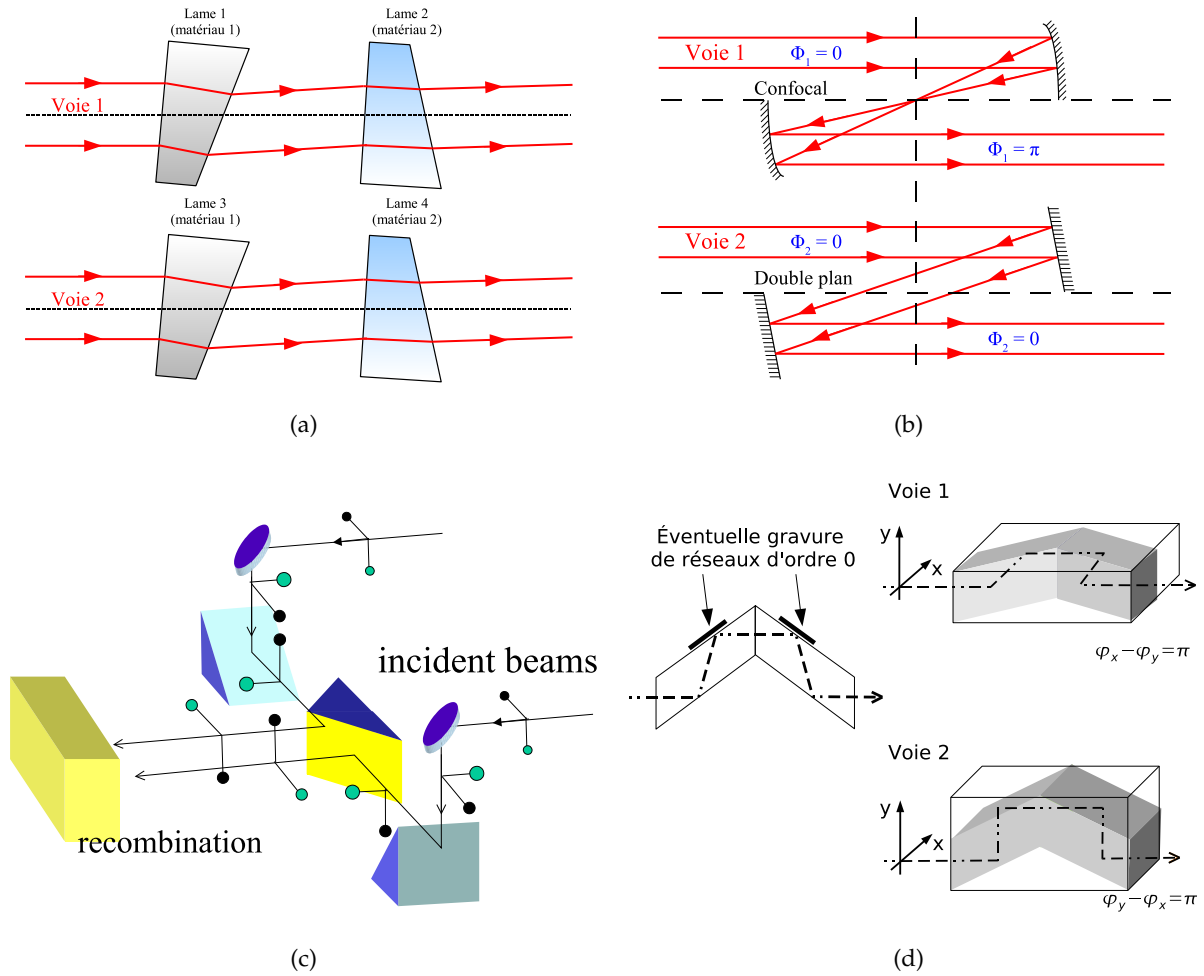 Lame 1
(matériau 1)
Lame 2
(matériau 2)
Voie 1
Lame 3
(matériau 1)
Lame 4
(matériau 2)
Voie 2
(a)
Voie 1
Φ₁ = 0
Confocal
Φ₁ = π
Voie 2
Φ₂ = 0
Double plan
Φ₂ = 0
(b)
incident beams
recombination
(c)
Voie 1
Éventuelle gravure
de réseaux d'ordre 0
y
x
φₓ−φᵧ=π
Voie 2
y
x
φᵧ−φₓ=π
(d)